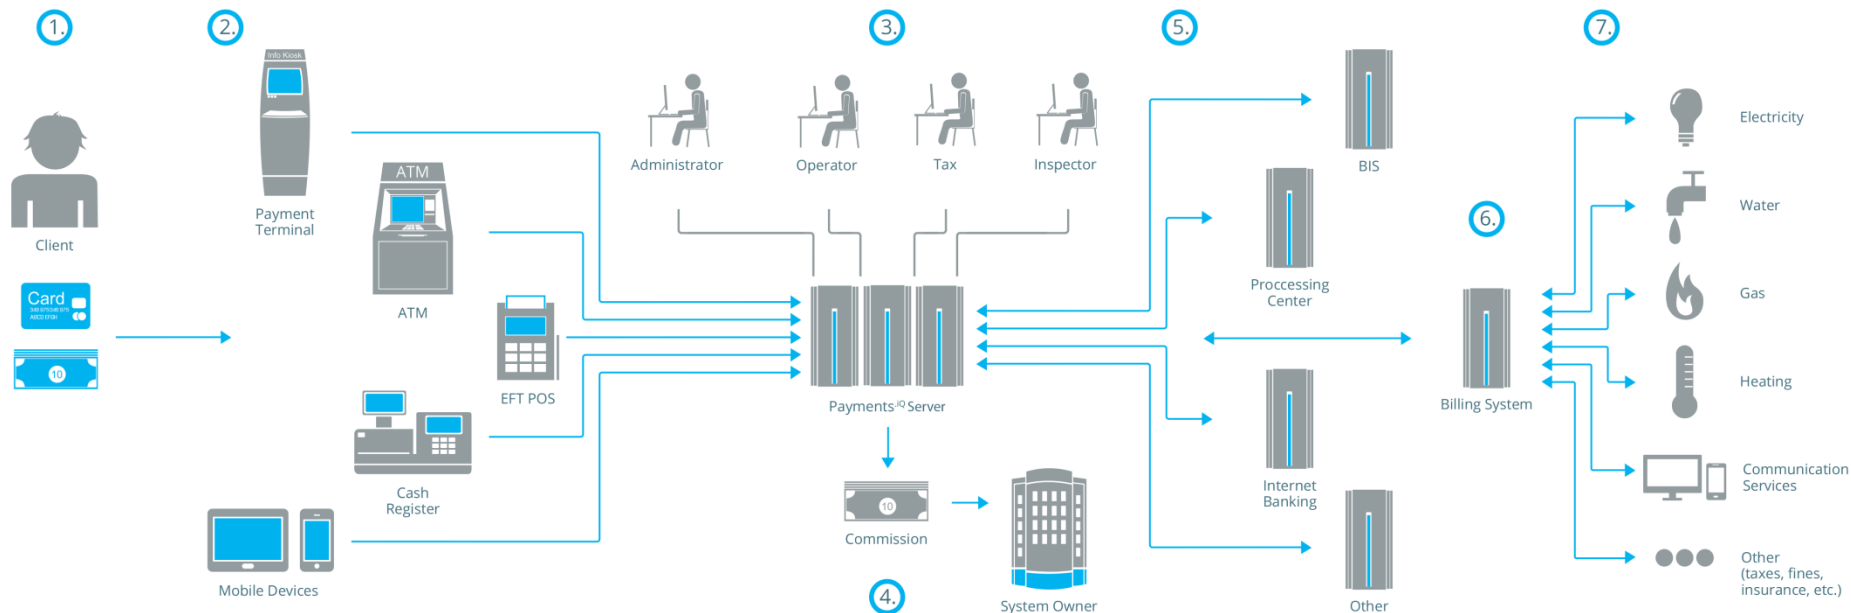 1.
Client
Card
10
2.
Info Kiosk
Payment
Terminal
ATM
ATM
EFT POS
Cash
Register
Mobile Devices
3.
Administrator
Operator
Tax
Inspector
Payments.iQ Server
10
Commission
4.
System Owner
5.
BIS
Proccessing
Center
Internet
Banking
Other
6.
Billing System
7.
Electricity
Water
Gas
Heating
Communication
Services
Other
(taxes, fines,
insurance, etc.)